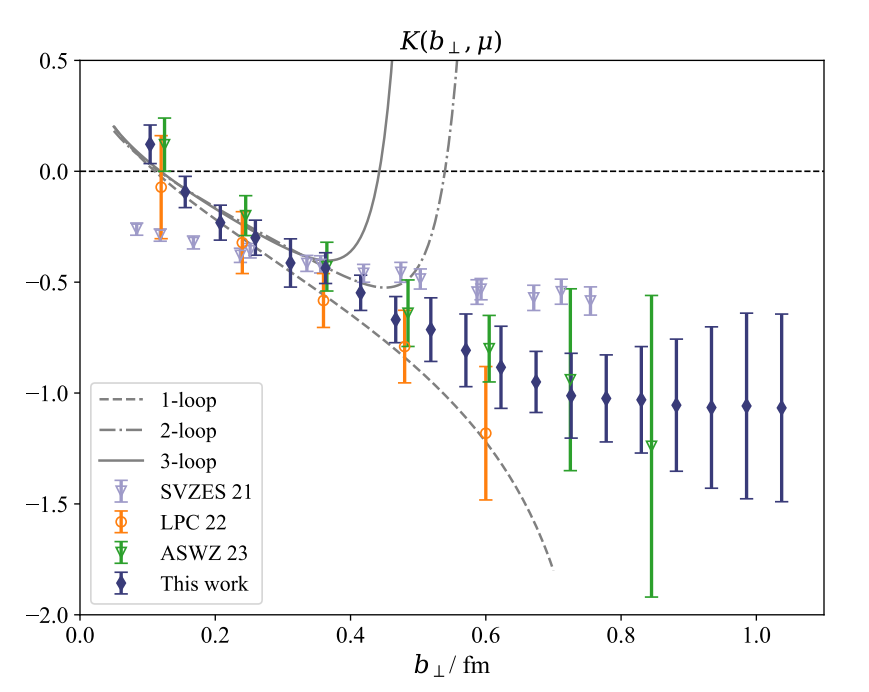 K(b⊥, μ)
0.5
0.0
−0.5
−1.0
−1.5
−2.0
1-loop
2-loop
3-loop
SVZES 21
LPC 22
ASWZ 23
This work
0.0 0.2 0.4 0.6 0.8 1.0
b⊥/ fm